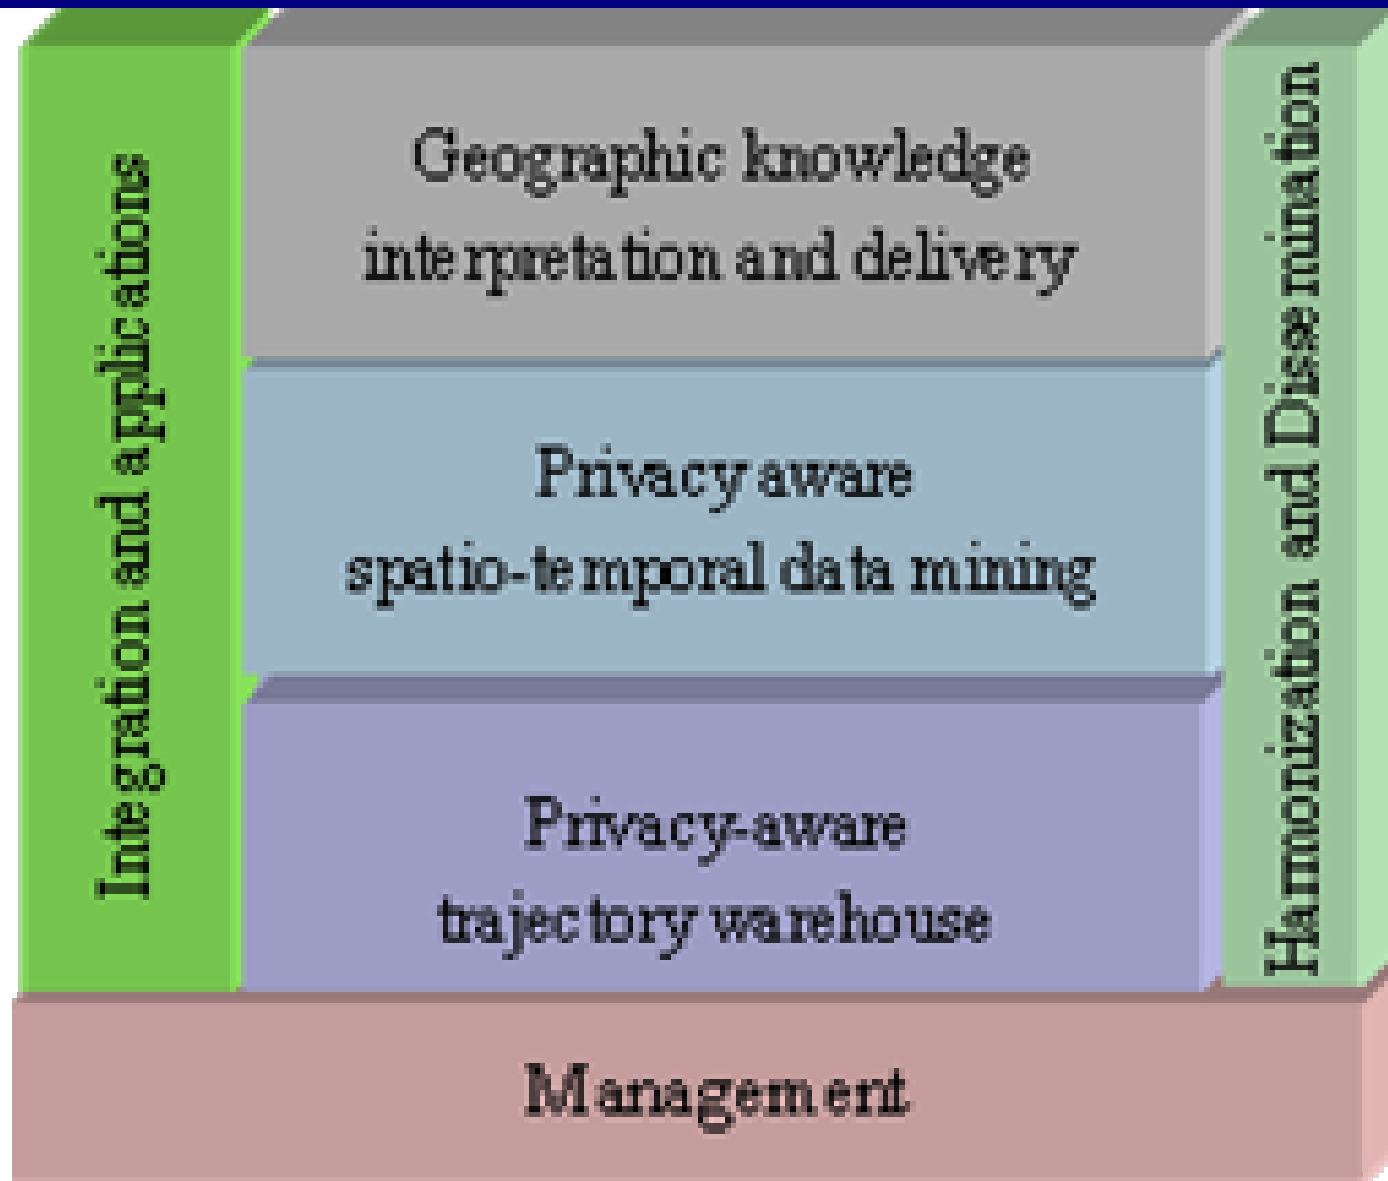 Integration and applications
Geographic knowledge
interpretation and delivery
Privacy aware
spatio-temporal data mining
Privacy-aware
trajectory warehouse
Harmonization and Dissemination
Management